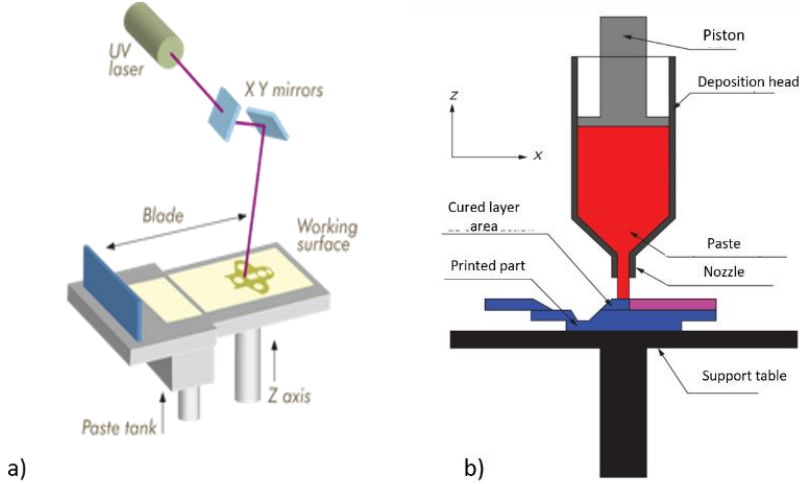 UV
laser
X Y mirrors
Blade
Working
surface
Z axis
Paste tank
a)
Piston
Deposition head
Z
X
Cured layer
area
Paste
Printed part
Nozzle
Support table
b)